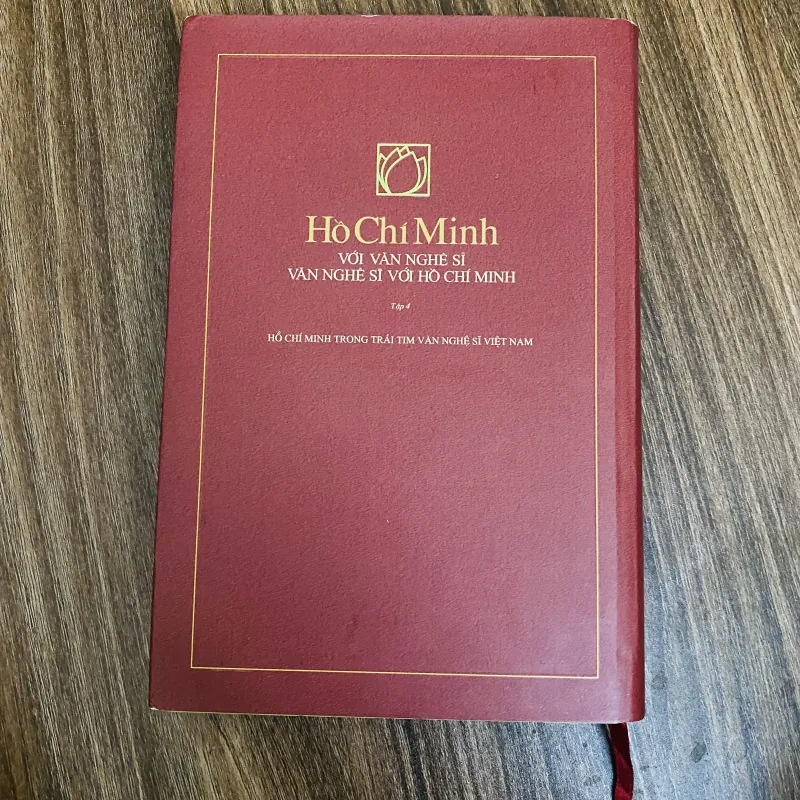 Hồ Chí Minh
VỚI VĂN NGHỆ SĨ
VĂN NGHỆ SĨ VỚI HỒ CHÍ MINH
Tập 4
HỒ CHÍ MINH TRONG TRÁI TIM VĂN NGHỆ SĨ VIỆT NAM